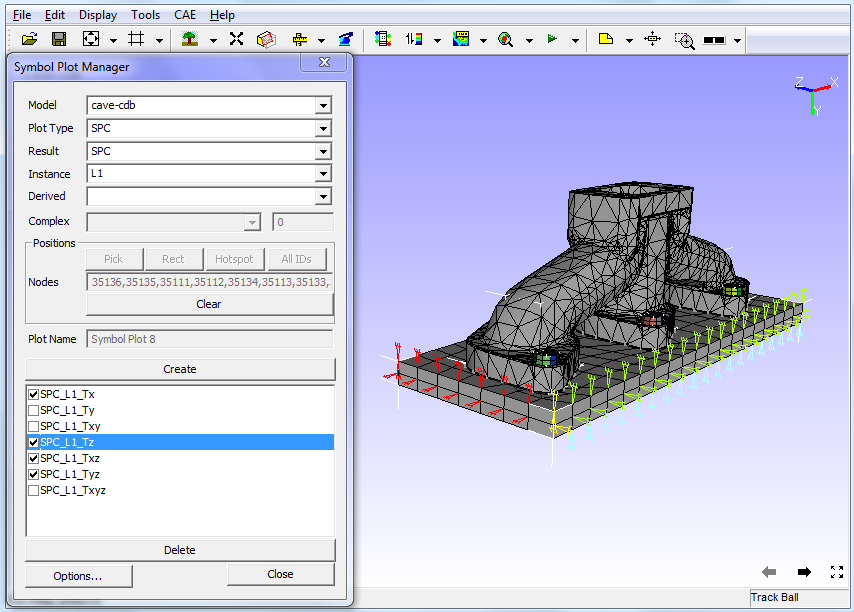 File Edit Display Tools CAE Help
Symbol Plot Manager
Model cave-cdb
Plot Type SPC
Result SPC
Instance L1
Derived
Complex 0
Positions
Pick Rect Hotspot All IDs
Nodes 35136,35135,35111,35112,35134,35113,35133,
Clear
Plot Name Symbol Plot 8
Create
SPC_L1_Tx
SPC_L1_Ty
SPC_L1_Txy
SPC_L1_Tz
SPC_L1_Txz
SPC_L1_Tyz
SPC_L1_Txyz
Delete
Options... Close
Z X
Y
Track Ball